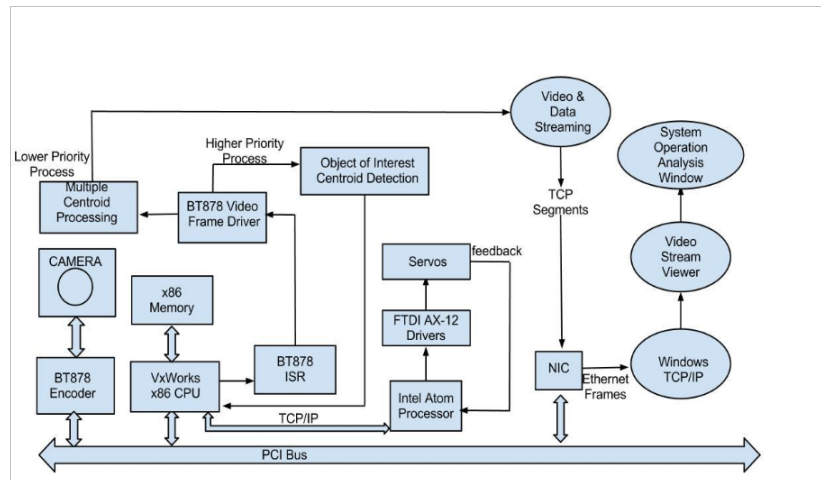 Video &
Data
Streaming
System
Operation
Analysis
Window
Higher Priority
Process
Lower Priority
Process
Object of Interest
Centroid Detection
Multiple
Centroid
Processing
BT878 Video
Frame Driver
TCP
Segments
Video
Stream
Viewer
CAMERA
x86
Memory
Servos
feedback
FTDI AX-12
Drivers
BT878
Encoder
VxWorks
x86 CPU
BT878
ISR
Intel Atom
Processor
NIC
Ethernet
Frames
Windows
TCP/IP
TCP/IP
PCI Bus